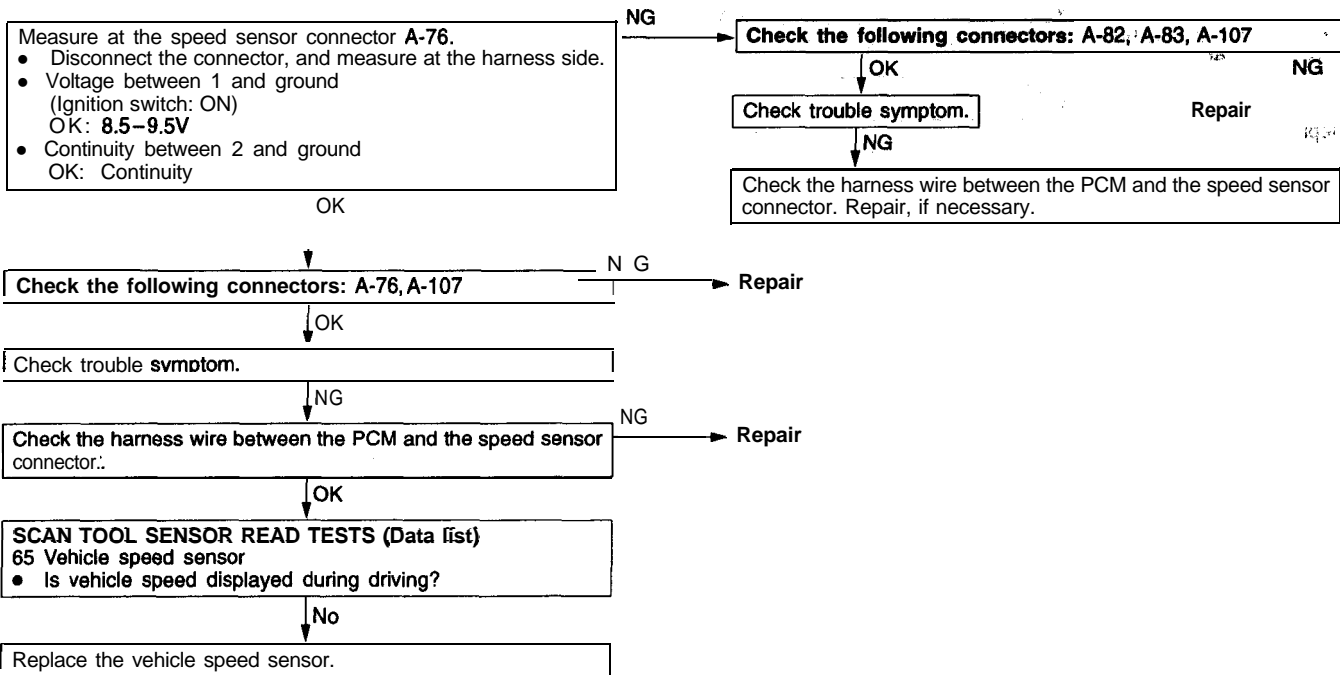 Measure at the speed sensor connector A-76.
● Disconnect the connector, and measure at the harness side.
● Voltage between 1 and ground
(Ignition switch: ON)
OK: 8.5–9.5V
● Continuity between 2 and ground
OK: Continuity
NG
Check the following connectors: A-82, A-83, A-107
OK
NG
Check trouble symptom.
Repair
NG
Check the harness wire between the PCM and the speed sensor
connector. Repair, if necessary.
OK
Check the following connectors: A-76, A-107
N G
Repair
OK
Check trouble symptom.
NG
Check the harness wire between the PCM and the speed sensor
connector.
NG
Repair
OK
SCAN TOOL SENSOR READ TESTS (Data list)
65 Vehicle speed sensor
● Is vehicle speed displayed during driving?
No
Replace the vehicle speed sensor.